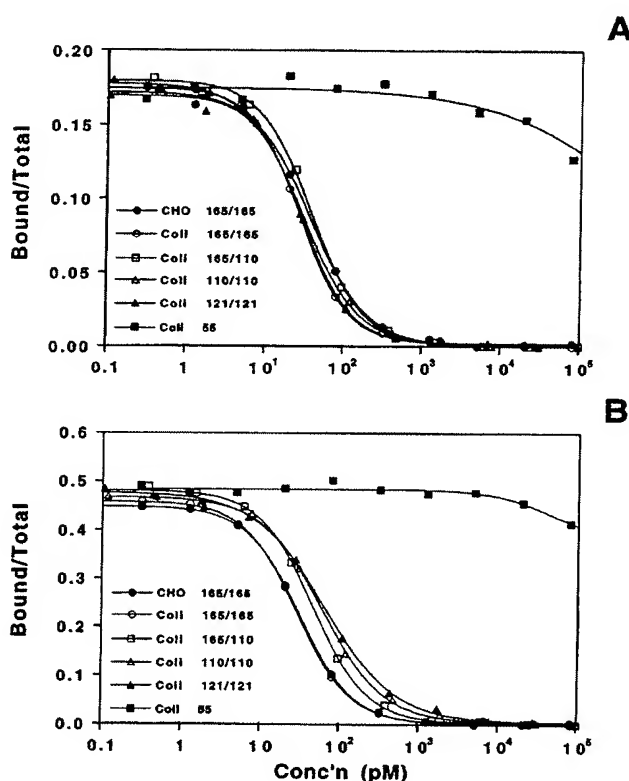 A
0.20
0.15
0.10
0.05
0.00
Bound/Total
CHO 165/165
Coli 165/165
Coli 165/110
Coli 110/110
Coli 121/121
Coli 55
0.1 1 10¹ 10² 10³ 10⁴ 10⁵
B
0.6
0.5
0.4
0.3
0.2
0.1
0.0
Bound/Total
CHO 165/165
Coli 165/165
Coli 165/110
Coli 110/110
Coli 121/121
Coli 55
0.1 1 10¹ 10² 10³ 10⁴ 10⁵
Conc'n (pM)